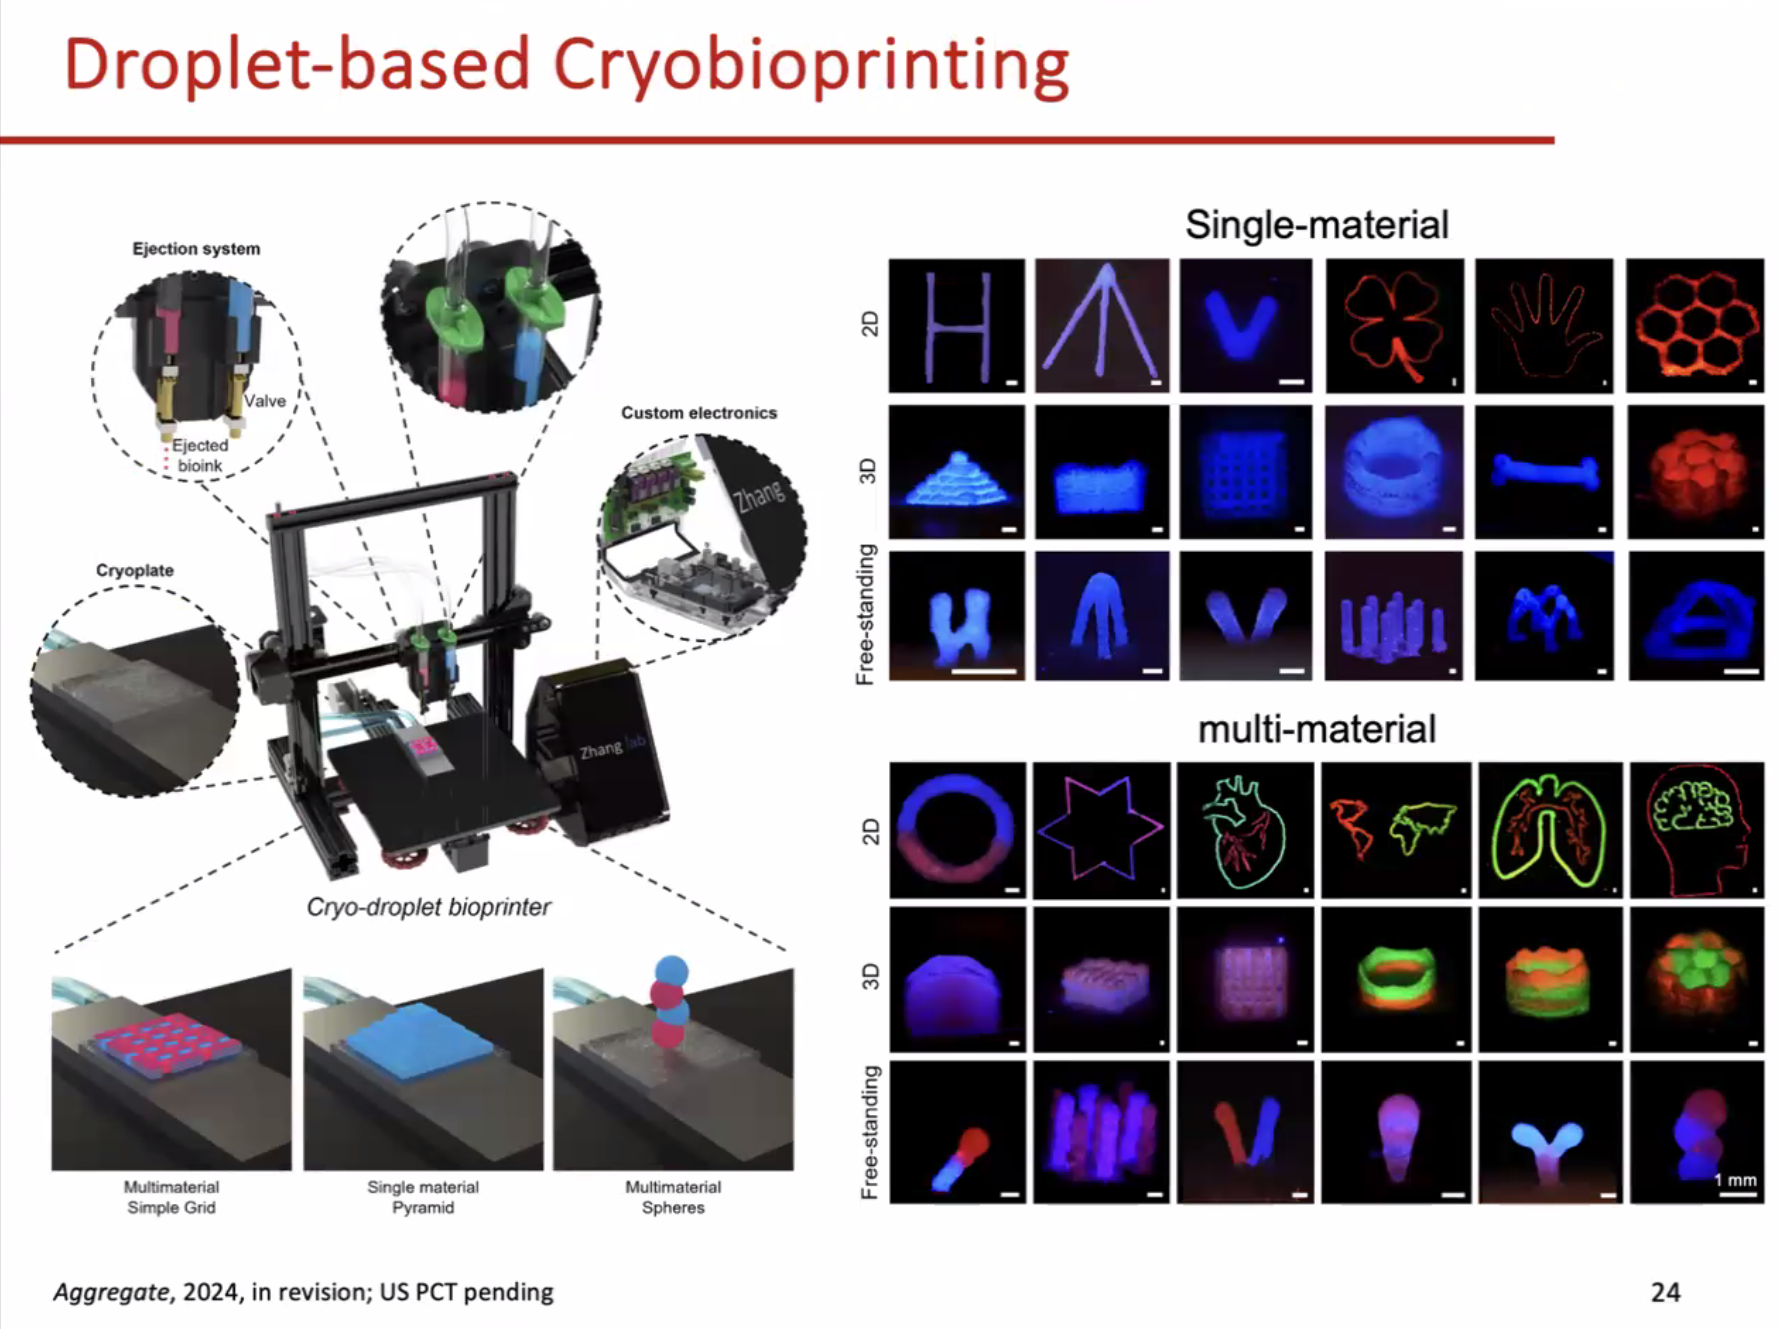 Droplet-based Cryobioprinting
Ejection system
Valve
Ejected
bioink
Custom electronics
Zhang
Cryoplate
Zhang lab
Cryo-droplet bioprinter
Multimaterial
Simple Grid
Single material
Pyramid
Multimaterial
Spheres
Single-material
2D
3D
Free-standing
multi-material
2D
3D
Free-standing
1 mm
Aggregate, 2024, in revision; US PCT pending
24